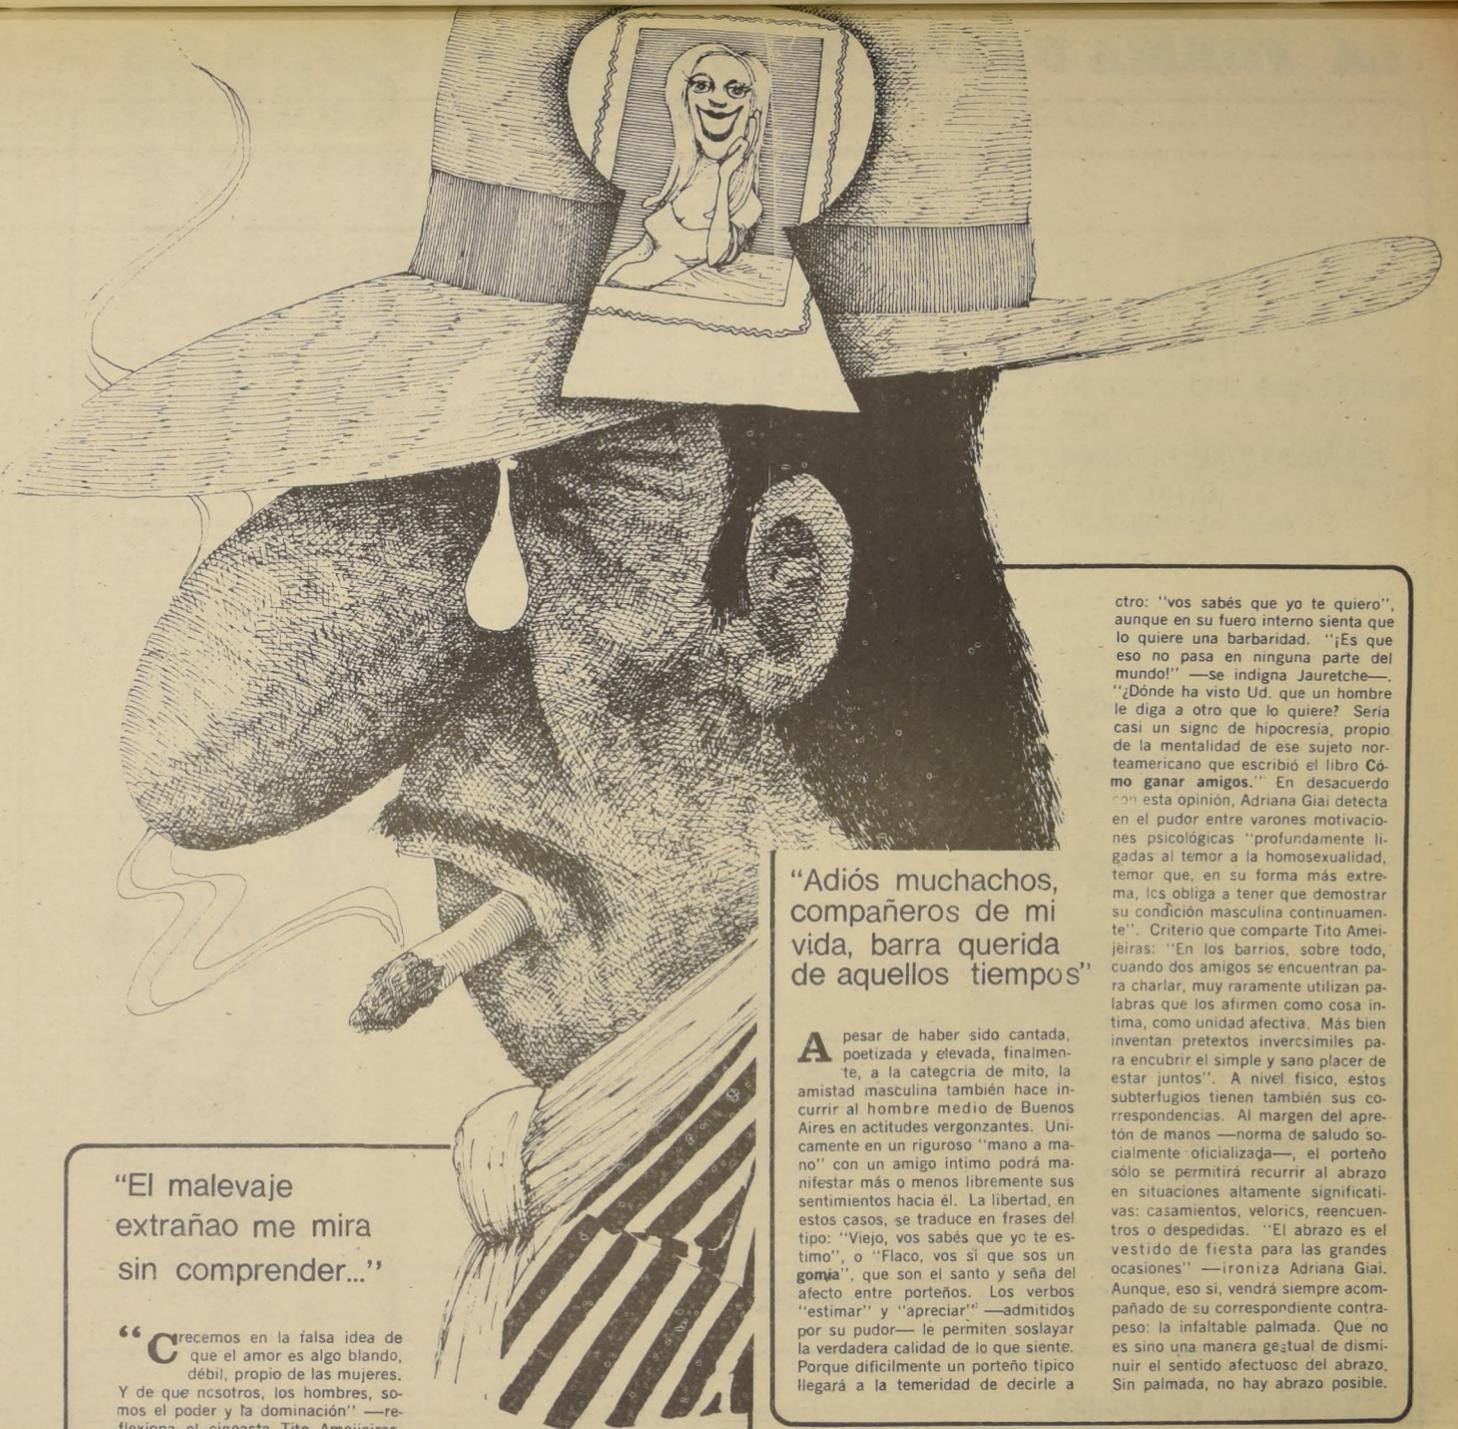 “El malevaje
extrañao me mira
sin comprender...”
“Crecemos en la falsa idea de
que el amor es algo blando,
débil, propio de las mujeres.
Y de que nosotros, los hombres, so-
mos el poder y la dominación” —re-
flexiona el cineasta Tito Ameijeiras
“Adiós muchachos,
compañeros de mi
vida, barra querida
de aquellos tiempos”
A pesar de haber sido cantada,
poetizada y elevada, finalmen-
te, a la categoría de mito, la
amistad masculina también hace in-
currir al hombre medio de Buenos
Aires en actitudes vergonzantes. Uni-
camente en un riguroso “mano a ma-
no” con un amigo intimo podrá ma-
nifestar más o menos libremente sus
sentimientos hacia él. La libertad, en
estos casos, se traduce en frases del
tipo: “Viejo, vos sabés que yo te es-
timo”, o “Flaco, vos si que sos un
gomía”, que son el santo y seña del
afecto entre porteños. Los verbos
“estimar” y “apreciar” —admitidos
por su pudor— le permiten soslayar
la verdadera calidad de lo que siente.
Porque dificilmente un porteño tipico
llegará a la temeridad de decirle a
otro: “vos sabés que yo te quiero”,
aunque en su fuero interno sienta que
lo quiere una barbaridad. “¡Es que
eso no pasa en ninguna parte del
mundo!” —se indigna Jauretche—.
“¿Dónde ha visto Ud. que un hombre
le diga a otro que lo quiere? Sería
casi un signo de hipocresía, propio
de la mentalidad de ese sujeto nor-
teamericano que escribió el libro Có-
mo ganar amigos.” En desacuerdo
con esta opinión, Adriana Giai detecta
en el pudor entre varones motivacio-
nes psicológicas “profundamente li-
gadas al temor a la homosexualidad,
temor que, en su forma más extre-
ma, los obliga a tener que demostrar
su condición masculina continuamen-
te”. Criterio que comparte Tito Amei-
jeiras: “En los barrios, sobre todo,
cuando dos amigos se encuentran pa-
ra charlar, muy raramente utilizan pa-
labras que los afirmen como cosa in-
tima, como unidad afectiva. Más bien
inventan pretextos inverosimiles pa-
ra encubrir el simple y sano placer de
estar juntos”. A nivel fisico, estos
subterfugios tienen también sus co-
rrespondencias. Al margen del apre-
tón de manos —norma de saludo so-
cialmente oficializada—, el porteño
sólo se permitirá recurrir al abrazo
en situaciones altamente significati-
vas: casamientos, velorios, reencuen-
tros o despedidas. “El abrazo es el
vestido de fiesta para las grandes
ocasiones” —ironiza Adriana Giai.
Aunque, eso si, vendrá siempre acom-
pañado de su correspondiente contra-
peso: la infaltable palmada. Que no
es sino una manera gestual de dismi-
nuir el sentido afectuoso del abrazo.
Sin palmada, no hay abrazo posible.